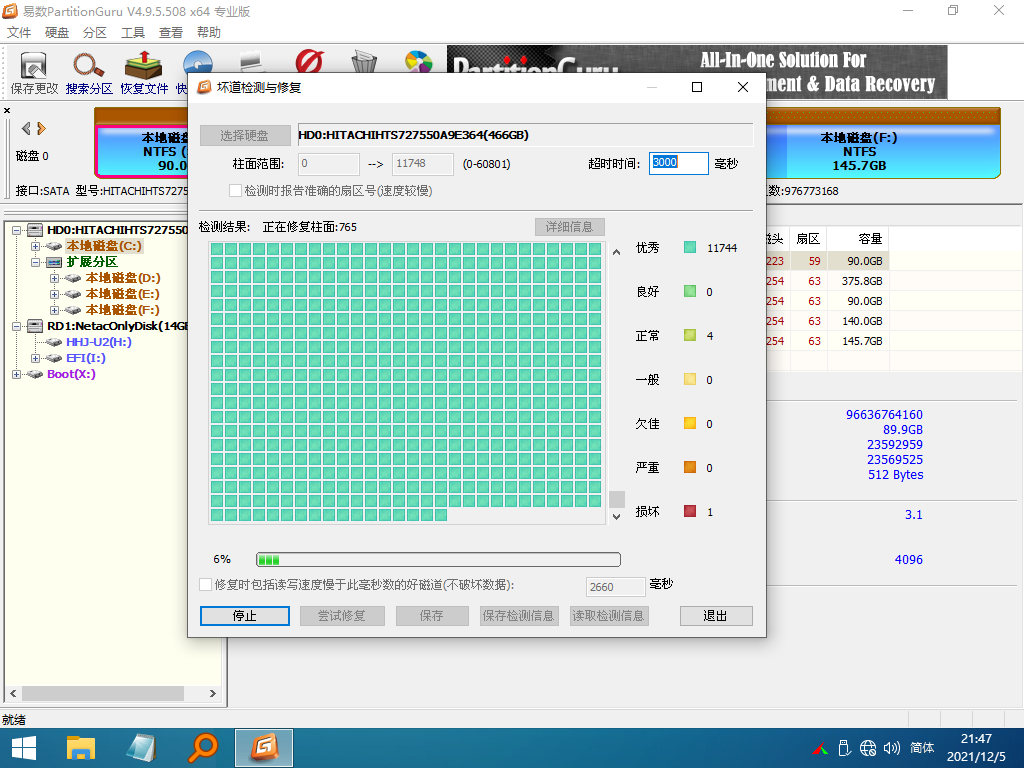 易数PartitionGuru V4.9.5.508 x64 专业版
文件 硬盘 分区 工具 查看 帮助
保存更改 搜索分区 恢复文件 快
PartitionGuru
All-In-One Solution For
ment & Data Recovery
磁盘 0
本地磁盘
NTFS (
90.0
本地磁盘(F:)
NTFS
145.7GB
接口:SATA 型号:HITACHIHTS7275
数:976773168
HD0:HITACHIHTS727550
本地磁盘(C:)
扩展分区
本地磁盘(D:)
本地磁盘(E:)
本地磁盘(F:)
RD1:NetacOnlyDisk(14GB
HHJ-U2(H:)
EFI(I:)
Boot(X:)
坏道检测与修复
选择硬盘 HD0:HITACHIHTS727550A9E364(466GB)
柱面范围: 0 --> 11748 (0-60801) 超时时间: 3000 毫秒
检测时报告准确的扇区号(速度较慢)
检测结果: 正在修复柱面:765 详细信息
优秀 11744
良好 0
正常 4
一般 0
欠佳 0
严重 0
损坏 1
6%
修复时包括读写速度慢于此毫秒数的好磁道(不破坏数据): 2660 毫秒
停止 尝试修复 保存 保存检测信息 读取检测信息 退出
磁头 扇区 容量
223 59 90.0GB
254 63 375.8GB
254 63 90.0GB
254 63 140.0GB
254 63 145.7GB
96636764160
89.9GB
23592959
23569525
512 Bytes
3.1
4096
就绪
简体
21:47
2021/12/5